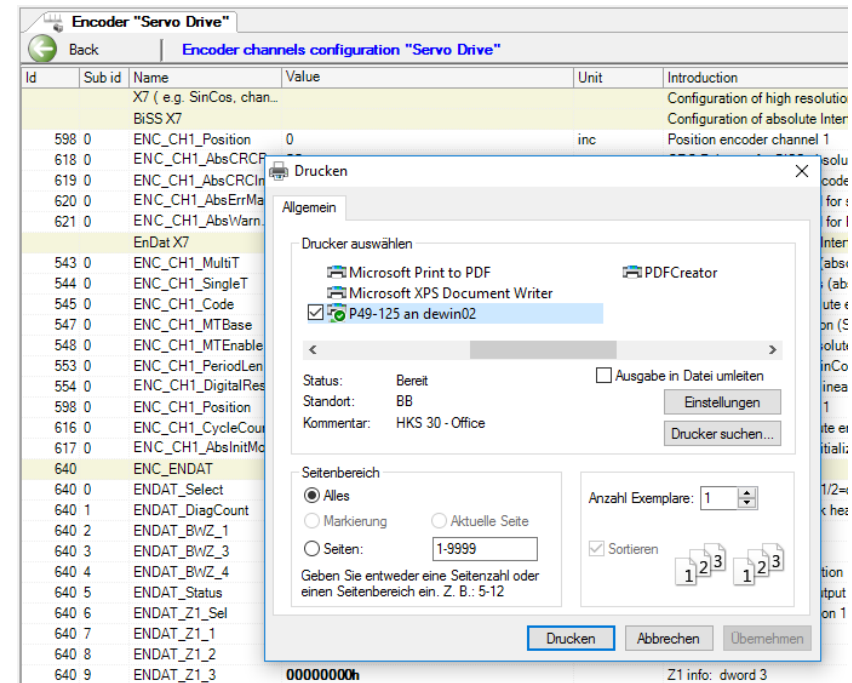 Encoder "Servo Drive"
Back Encoder channels configuration "Servo Drive"
Id Sub id Name Value Unit Introduction
X7 ( e.g. SinCos, chan... Configuration of high
BiSS X7 Configuration of absolute
598 0 ENC_CH1_Position 0 inc Position encoder channel 1
618 0
619 0
620 0
621 0 ENC_CH1_AbsWarn.
EnDat X7
543 0 ENC_CH1_MultiT
544 0 ENC_CH1_SingleT
545 0 ENC_CH1_Code
547 0 ENC_CH1_MTBase
548 0 ENC_CH1_MTEnable
553 0 ENC_CH1_PeriodLen
554 0 ENC_CH1_DigitalRes
598 0 ENC_CH1_Position 1
616 0
617 0
640 ENC_ENDAT
640 0 ENDAT_Select
640 1 ENDAT_DiagCount
640 2 ENDAT_BWZ_1
640 3 ENDAT_BWZ_3
640 4 ENDAT_BWZ_4
640 5 ENDAT_Status
640 6 ENDAT_Z1_Sel
640 7 ENDAT_Z1_1
640 8 ENDAT_Z1_2
640 9 ENDAT_Z1_3 00000000h Z1 info: dword 3
Drucken
Allgemein
Drucker auswählen
Microsoft Print to PDF PDFCreator
Microsoft XPS Document Writer
P49-125 an dewin02
Status: Bereit Ausgabe in Datei umleiten
Standort: BB Einstellungen
Kommentar: HKS 30 - Office Drucker suchen...
Seitenbereich
Alles
Markierung Aktuelle Seite
Seiten: 1-9999
Geben Sie entweder eine Seitenzahl oder
einen Seitenbereich ein. Z. B.: 5-12
Anzahl Exemplare: 1
Sortieren 1 2 3 1 2 3
Drucken Abbrechen Übernehmen